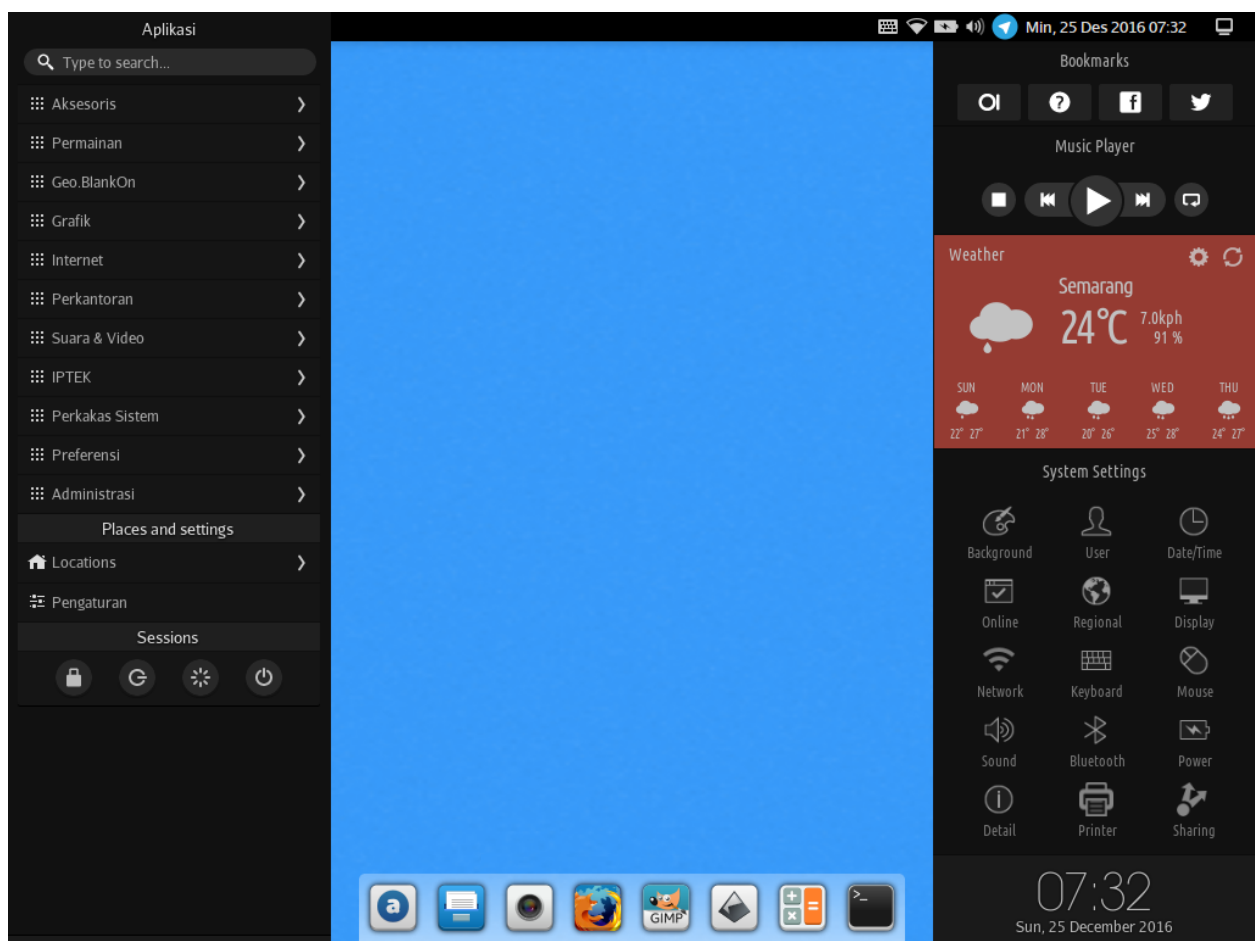 Aplikasi
Type to search...
Aksesoris
Permainan
Geo.BlankOn
Grafik
Internet
Perkantoran
Suara & Video
IPTEK
Perkakas Sistem
Preferensi
Administrasi
Places and settings
Locations
Pengaturan
Sessions
a
GIMP
>_
Min, 25 Des 2016 07:32
Bookmarks
Music Player
Weather
Semarang
24°C
7.0kph
91 %
SUN MON TUE WED THU
22° 27° 21° 28° 20° 26° 25° 28° 24° 27°
System Settings
Background User Date/Time
Online Regional Display
Network Keyboard Mouse
Sound Bluetooth Power
Detail Printer Sharing
07:32
Sun, 25 December 2016